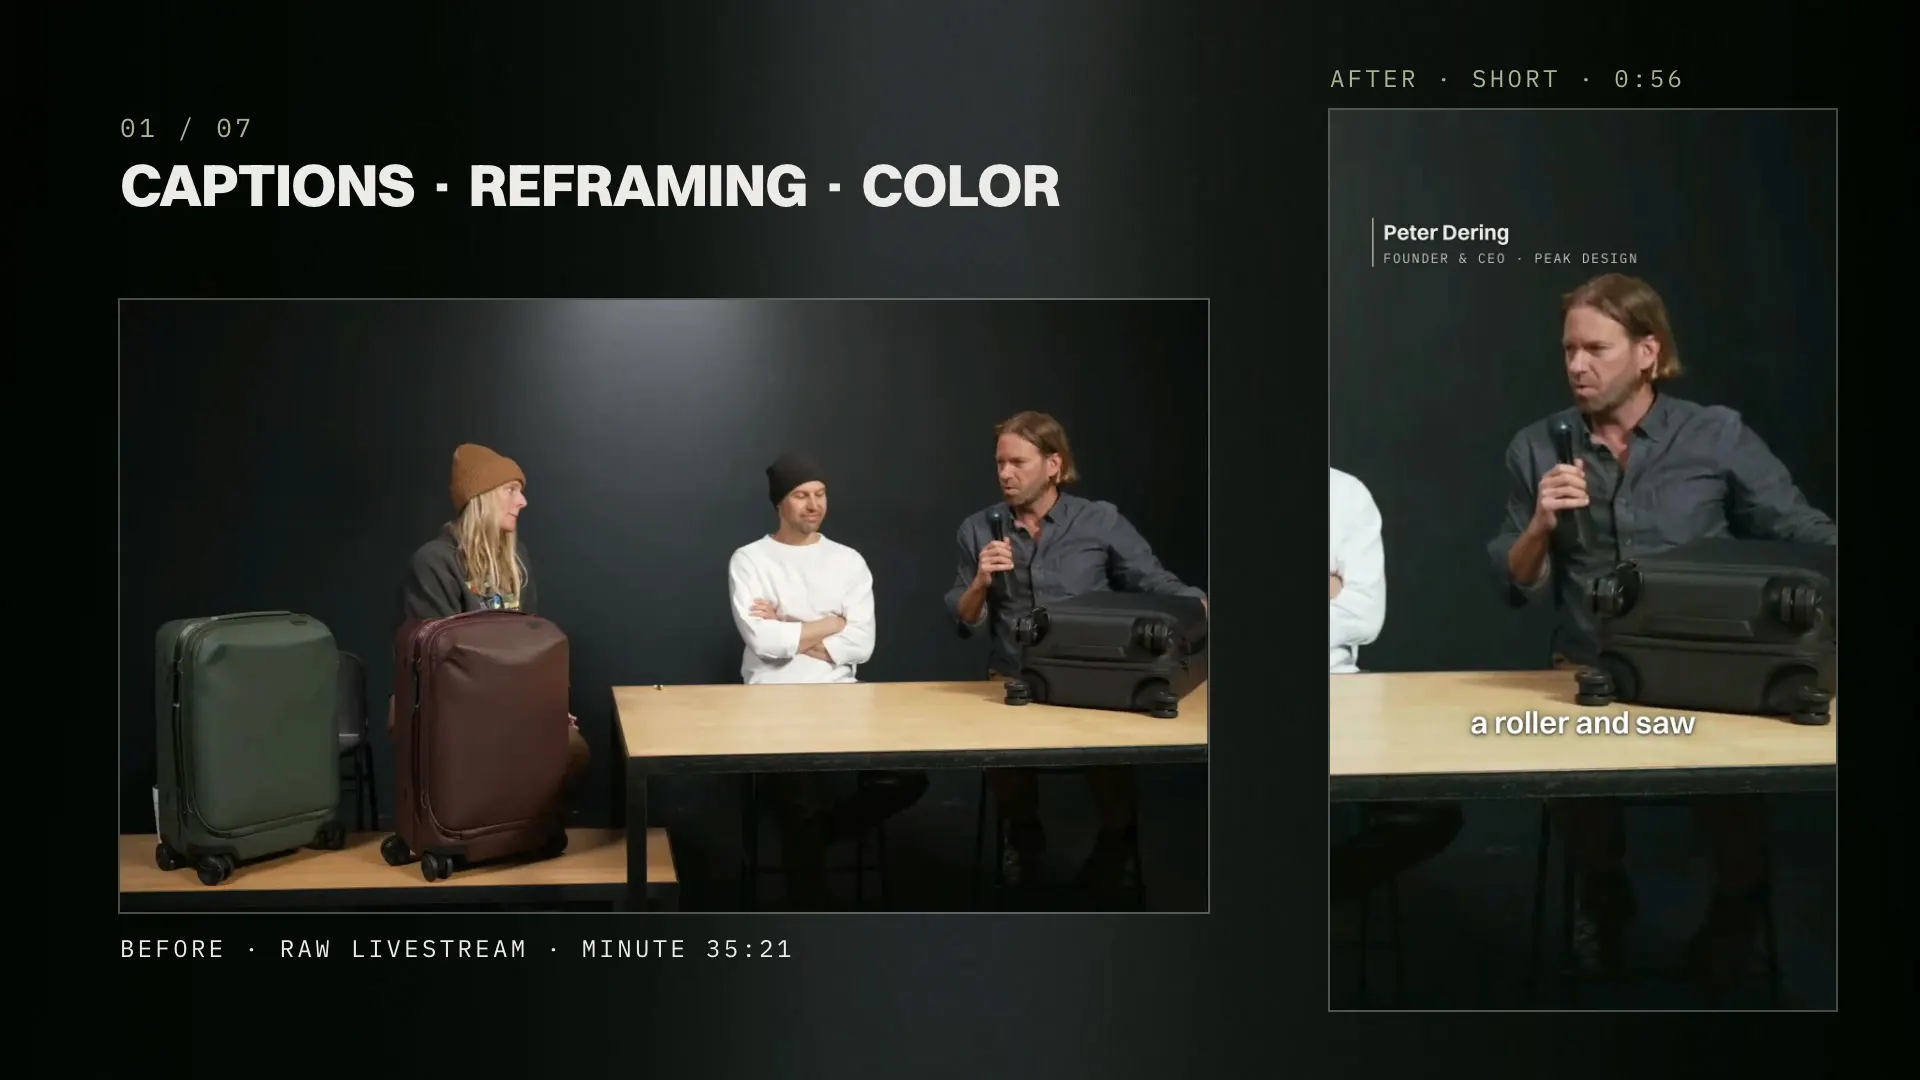 01 / 07
CAPTIONS · REFRAMING · COLOR
BEFORE · RAW LIVESTREAM · MINUTE 35:21
AFTER · SHORT · 0:56
Peter Dering
FOUNDER & CEO · PEAK DESIGN
a roller and saw